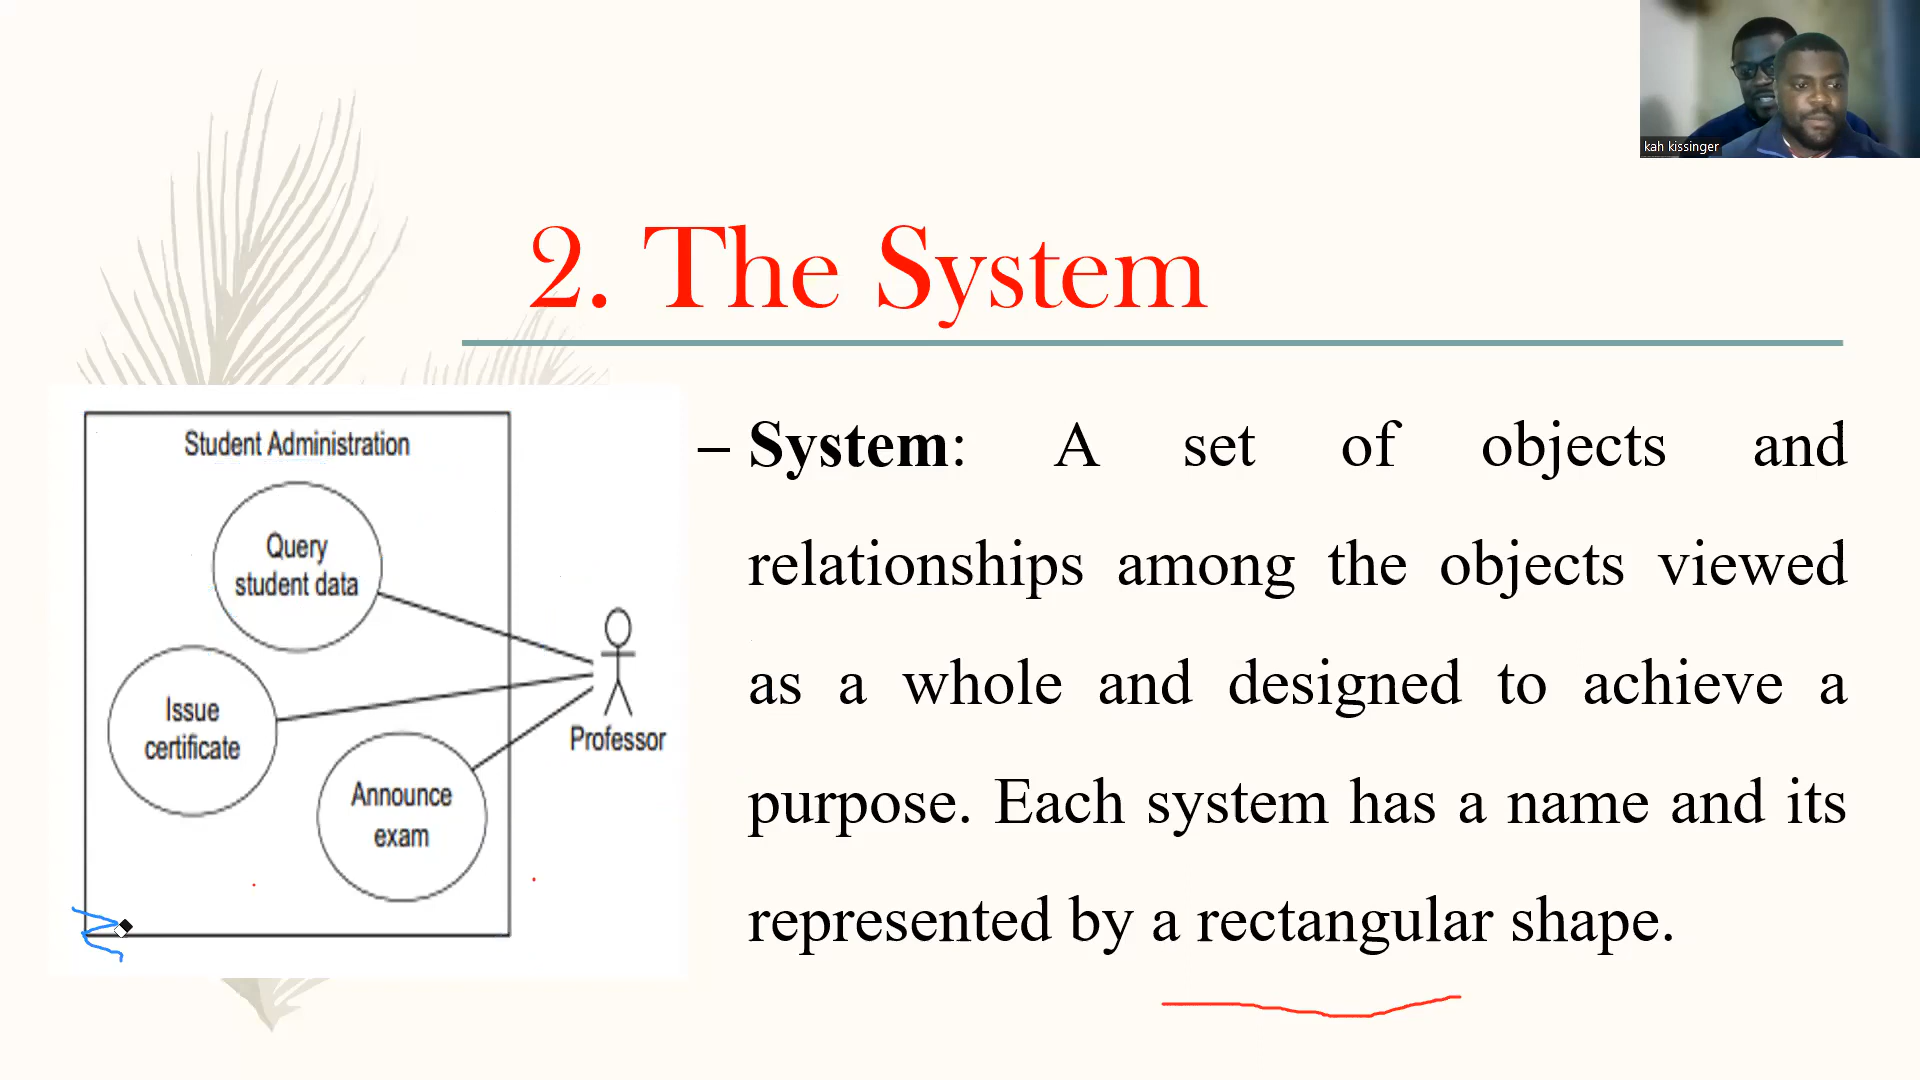 kah kissinger
2. The System
Student Administration
Query
student data
Issue
certificate
Announce
exam
Professor
– System: A set of objects and
relationships among the objects viewed
as a whole and designed to achieve a
purpose. Each system has a name and its
represented by a rectangular shape.